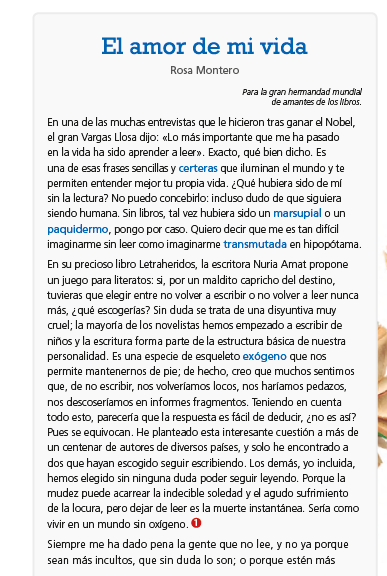 El amor de mi vida
Rosa Montero
Para la gran hermandad mundial
de amantes de los libros.
En una de las muchas entrevistas que le hicieron tras ganar el Nobel,
el gran Vargas Llosa dijo: «Lo más importante que me ha pasado
en la vida ha sido aprender a leer». Exacto, qué bien dicho. Es
una de esas frases sencillas y certeras que iluminan el mundo y te
permiten entender mejor tu propia vida. ¿Qué hubiera sido de mí
sin la lectura? No puedo concebirlo: incluso dudo de que siguiera
siendo humana. Sin libros, tal vez hubiera sido un marsupial o un
paquidermo, pongo por caso. Quiero decir que me es tan difícil
imaginarme sin leer como imaginarme transmutada en hipopótama.
En su precioso libro Letraheridos, la escritora Nuria Amat propone
un juego para literatos: si, por un maldito capricho del destino,
tuvieras que elegir entre no volver a escribir o no volver a leer nunca
más, ¿qué escogerías? Sin duda se trata de una disyuntiva muy
cruel; la mayoría de los novelistas hemos empezado a escribir de
niños y la escritura forma parte de la estructura básica de nuestra
personalidad. Es una especie de esqueleto exógeno que nos
permite mantenernos de pie; de hecho, creo que muchos sentimos
que, de no escribir, nos volveríamos locos, nos haríamos pedazos,
nos descoseríamos en informes fragmentos. Teniendo en cuenta
todo esto, parecería que la respuesta es fácil de deducir, ¿no es así?
Pues se equivocan. He planteado esta interesante cuestión a más de
un centenar de autores de diversos países, y solo he encontrado a
dos que hayan escogido seguir escribiendo. Los demás, yo incluida,
hemos elegido sin ninguna duda poder seguir leyendo. Porque la
mudez puede acarrear la indecible soledad y el agudo sufrimiento
de la locura, pero dejar de leer es la muerte instantánea. Sería como
vivir en un mundo sin oxígeno. 1
Siempre me ha dado pena la gente que no lee, y no ya porque
sean más incultos, que sin duda lo son; o porque estén más